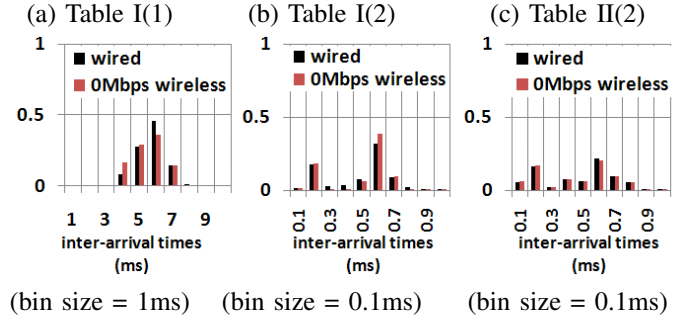 (a) Table I(1) (b) Table I(2) (c) Table II(2)
1 1 1
wired wired wired
0Mbps wireless 0Mbps wireless 0Mbps wireless
0.5 0.5 0.5
0 0 0
1 3 5 7 9 0.1 0.3 0.5 0.7 0.9 0.1 0.3 0.5 0.7 0.9
inter-arrival times inter-arrival times inter-arrival times
(ms) (ms) (ms)
(bin size = 1ms) (bin size = 0.1ms) (bin size = 0.1ms)